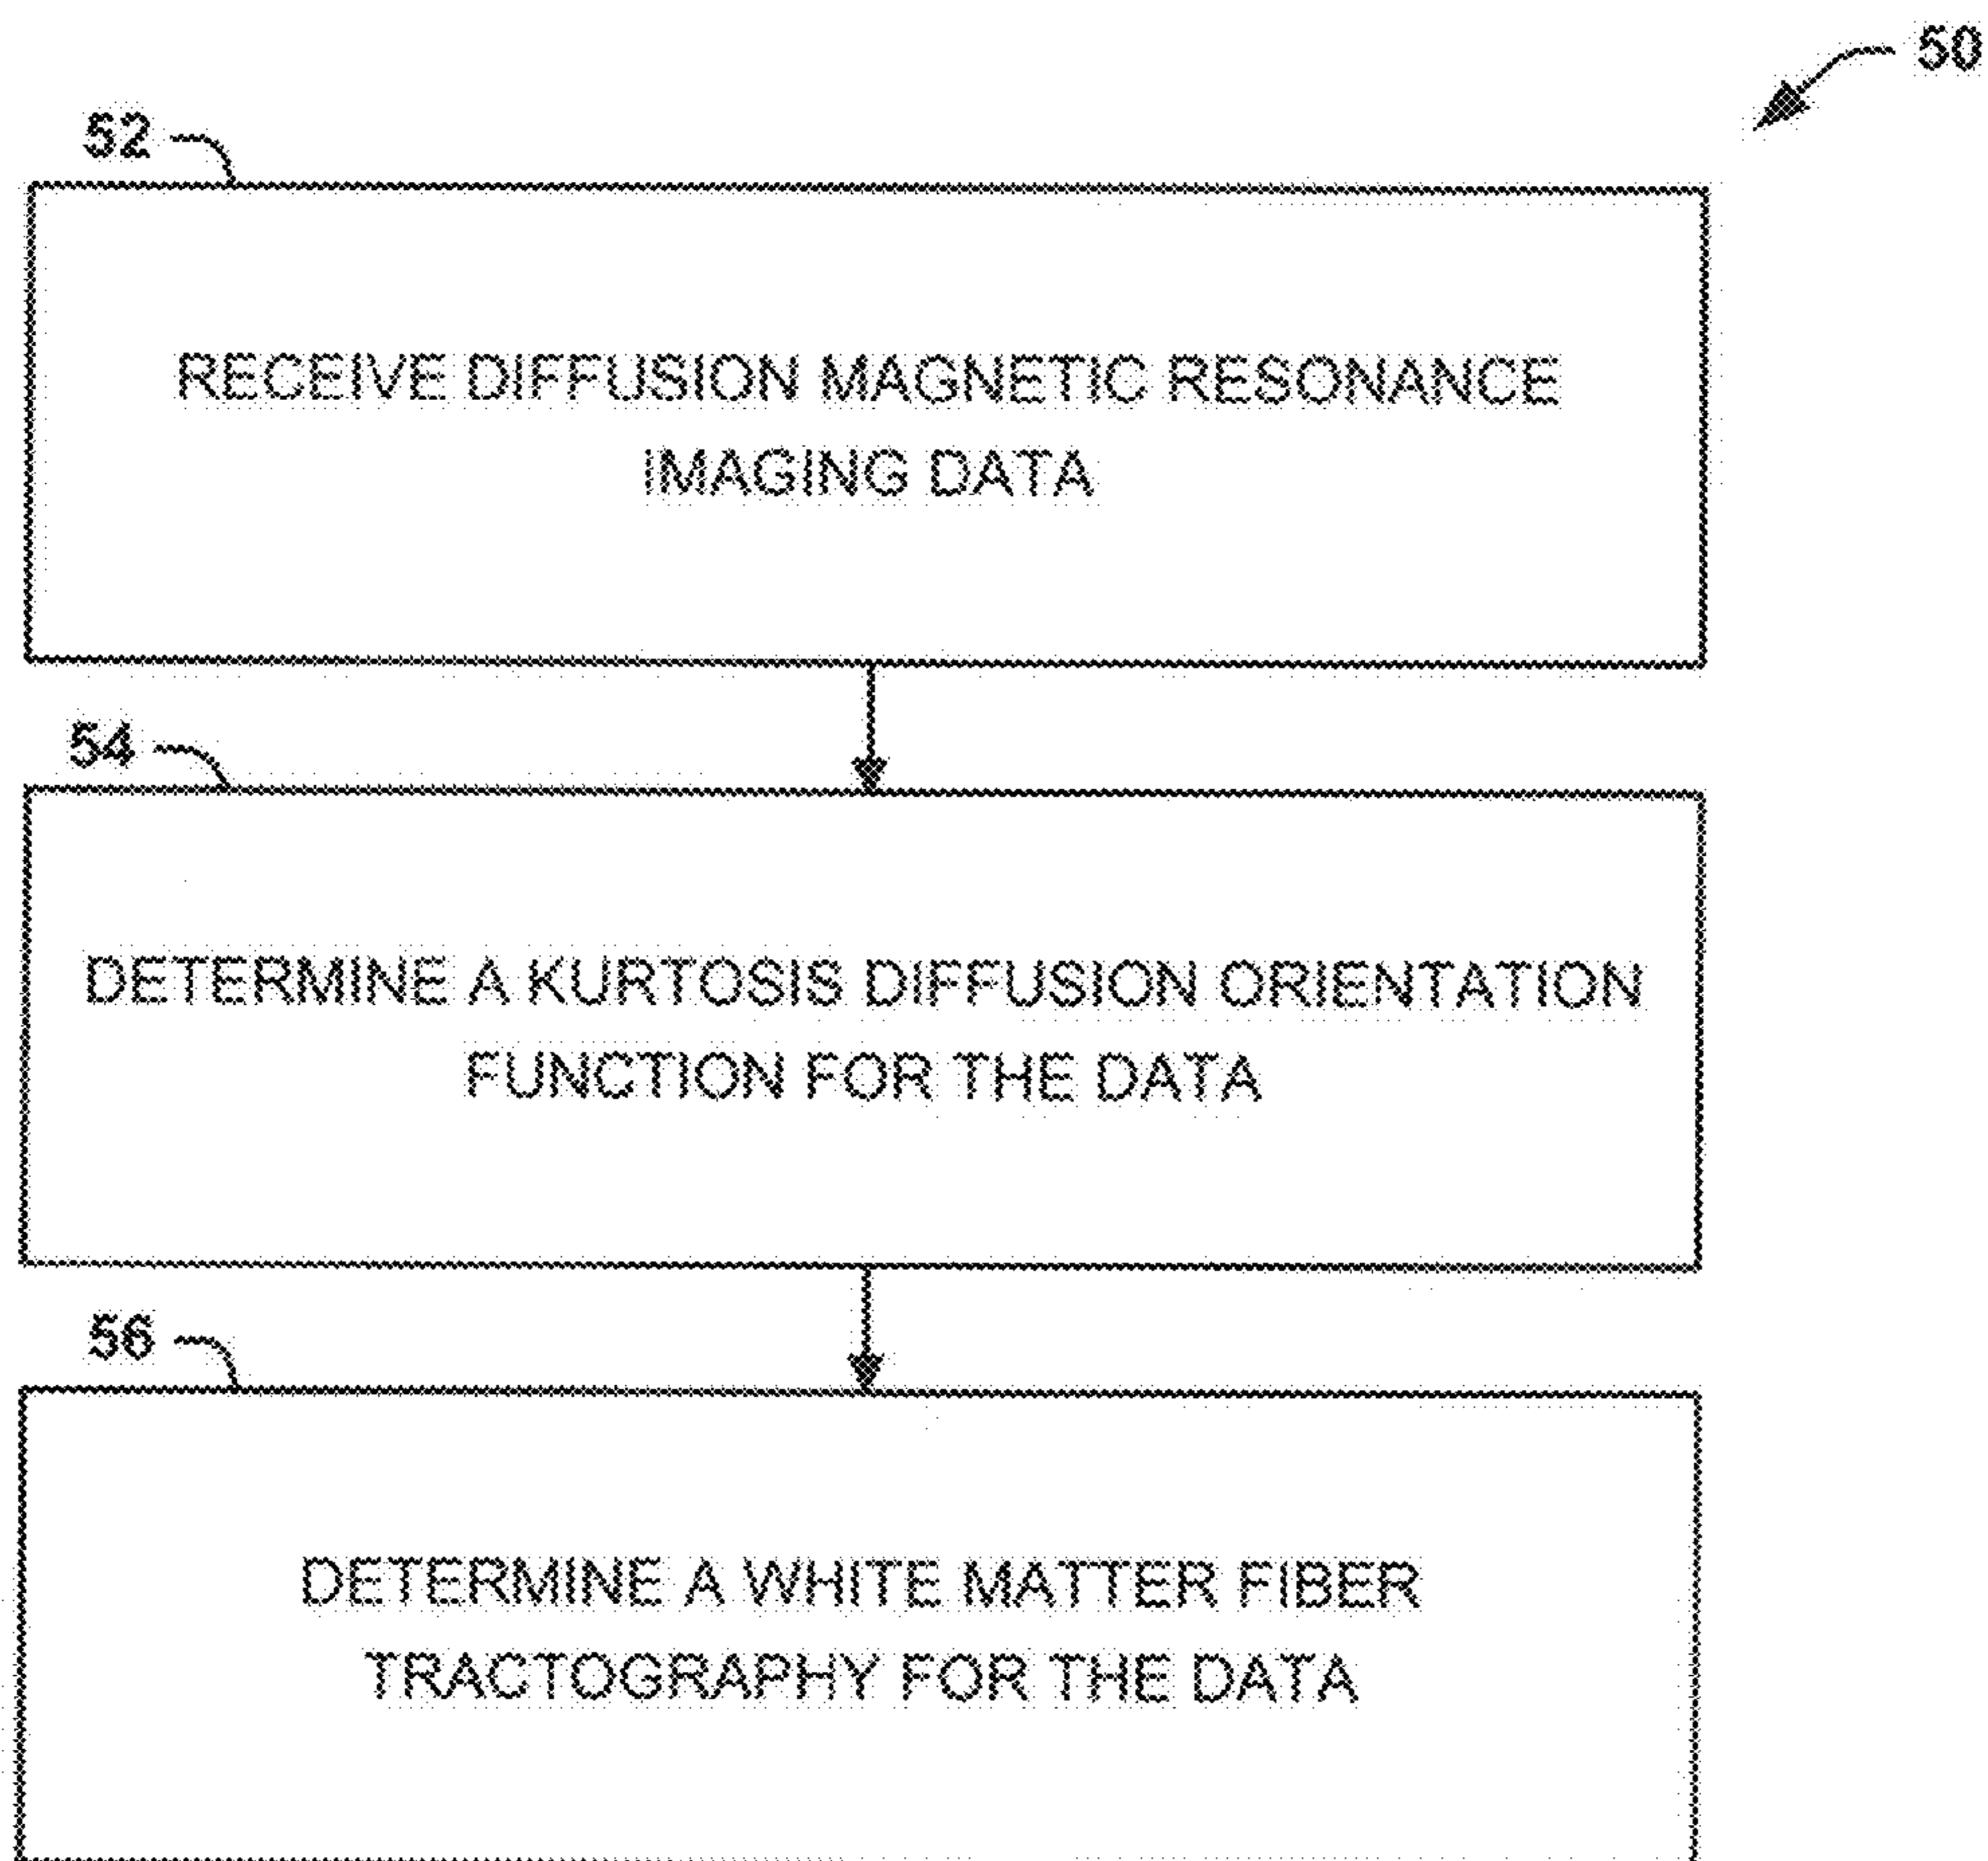 50
52
RECEIVE DIFFUSION MAGNETIC RESONANCE
IMAGING DATA
54
DETERMINE A KURTOSIS DIFFUSION ORIENTATION
FUNCTION FOR THE DATA
56
DETERMINE A WHITE MATTER FIBER
TRACTOGRAPHY FOR THE DATA